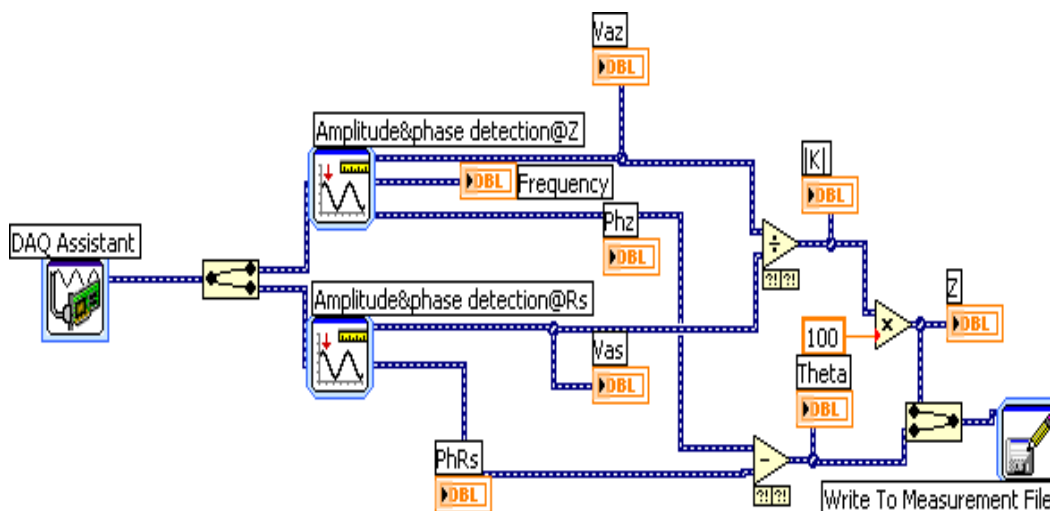 Vaz
DBL
Amplitude&phase detection@Z
|K|
DBL
DBL
Frequency
Phz
DBL
DAQ Assistant
÷
?! ?!
Z
DBL
Amplitude&phase detection@Rs
x
100
Vas
DBL
Theta
DBL
PhRs
DBL
-
?! ?!
Write To Measurement File